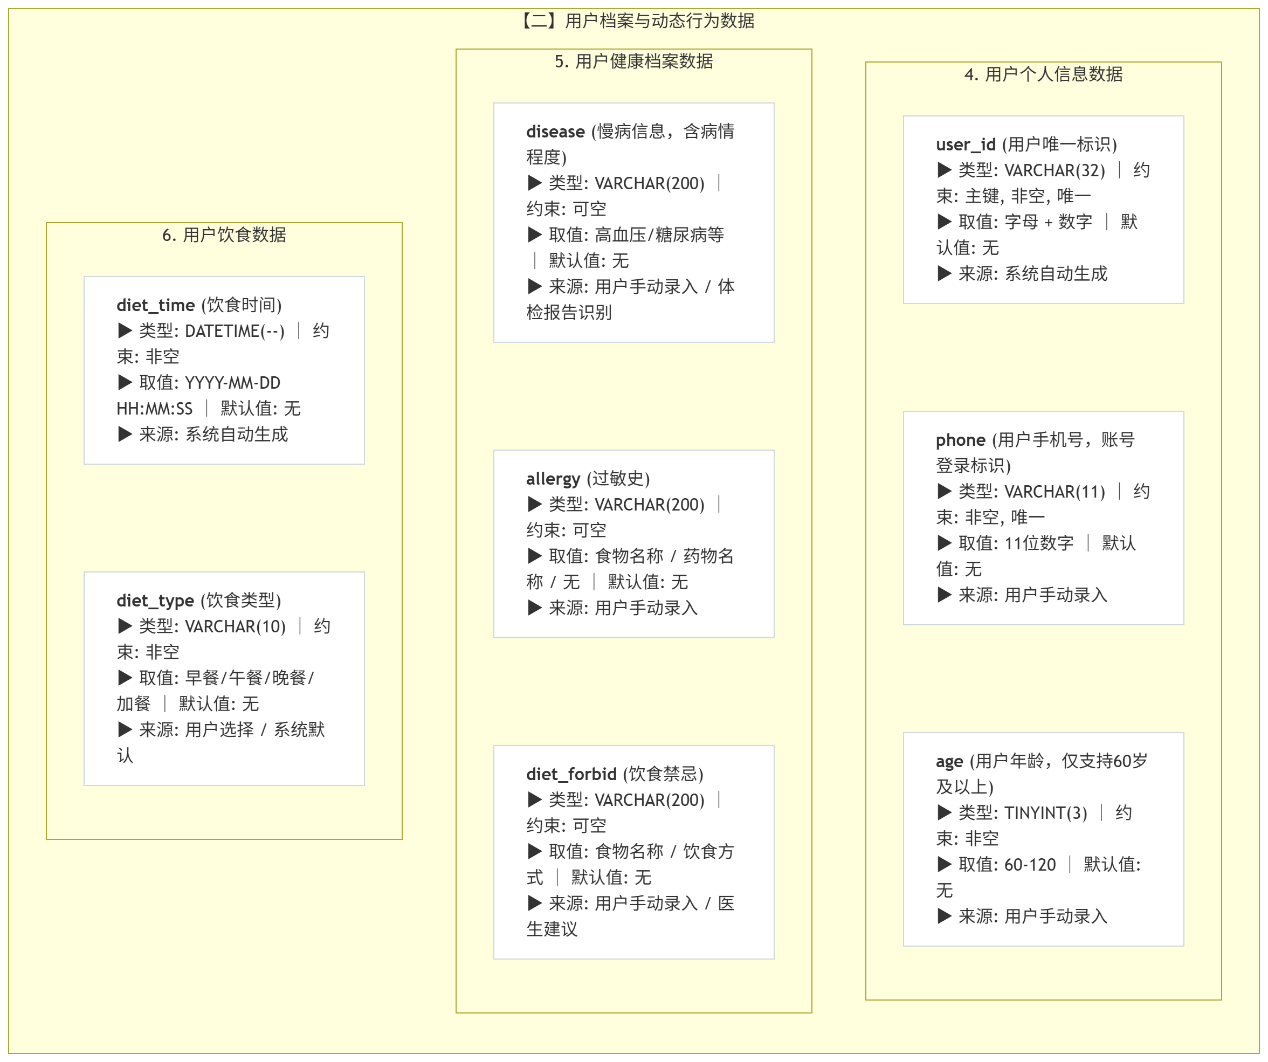 【二】用户档案与动态行为数据
6. 用户饮食数据
diet_time (饮食时间)
▶ 类型: DATETIME(--) ｜ 约
束: 非空
▶ 取值: YYYY-MM-DD
HH:MM:SS ｜ 默认值: 无
▶ 来源: 系统自动生成
diet_type (饮食类型)
▶ 类型: VARCHAR(10) ｜ 约
束: 非空
▶ 取值: 早餐/午餐/晚餐/
加餐 ｜ 默认值: 无
▶ 来源: 用户选择 / 系统默
认
5. 用户健康档案数据
disease (慢病信息，含病情
程度)
▶ 类型: VARCHAR(200) ｜
约束: 可空
▶ 取值: 高血压/糖尿病等
｜ 默认值: 无
▶ 来源: 用户手动录入 / 体
检报告识别
allergy (过敏史)
▶ 类型: VARCHAR(200) ｜
约束: 可空
▶ 取值: 食物名称 / 药物名
称 / 无 ｜ 默认值: 无
▶ 来源: 用户手动录入
diet_forbid (饮食禁忌)
▶ 类型: VARCHAR(200) ｜
约束: 可空
▶ 取值: 食物名称 / 饮食方
式 ｜ 默认值: 无
▶ 来源: 用户手动录入 / 医
生建议
4. 用户个人信息数据
user_id (用户唯一标识)
▶ 类型: VARCHAR(32) ｜ 约
束: 主键, 非空, 唯一
▶ 取值: 字母 + 数字 ｜ 默
认值: 无
▶ 来源: 系统自动生成
phone (用户手机号，账号
登录标识)
▶ 类型: VARCHAR(11) ｜ 约
束: 非空, 唯一
▶ 取值: 11位数字 ｜ 默认
值: 无
▶ 来源: 用户手动录入
age (用户年龄，仅支持60岁
及以上)
▶ 类型: TINYINT(3) ｜ 约
束: 非空
▶ 取值: 60-120 ｜ 默认值:
无
▶ 来源: 用户手动录入